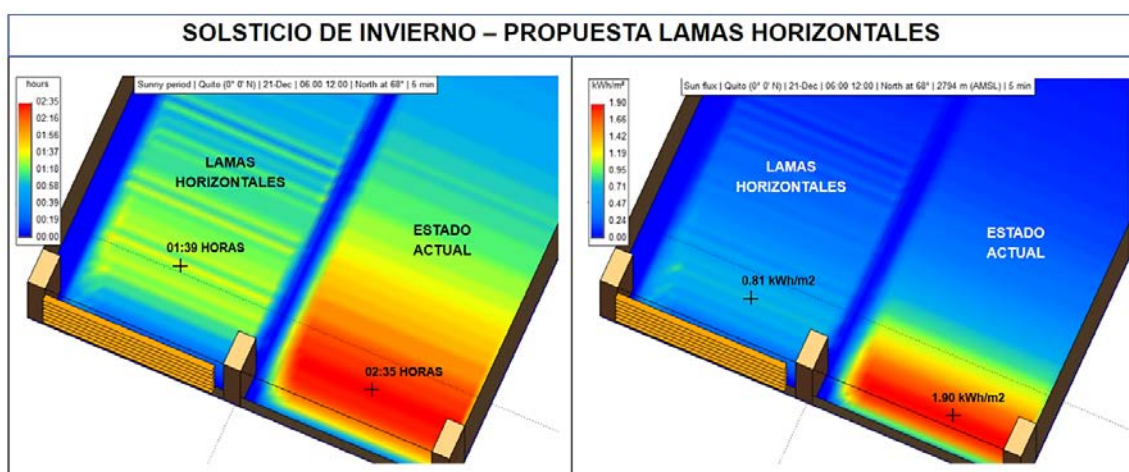 SOLSTICIO DE INVIERNO – PROPUESTA LAMAS HORIZONTALES
hours
Sunny period | Quito (0° 0' N) | 21-Dec | 06:00 12:00 | North at 68° | 5 min
02:35
02:16
01:56
01:37
01:18
00:58
00:39
00:19
00:00
LAMAS
HORIZONTALES
ESTADO
ACTUAL
01:39 HORAS
02:35 HORAS
kWh/m²
Sun flux | Quito (0° 0' N) | 21-Dec | 06:00 12:00 | North at 68° | 2794 m (AMSL) | 5 min
1.90
1.66
1.42
1.19
0.95
0.71
0.47
0.24
0.00
LAMAS
HORIZONTALES
ESTADO
ACTUAL
0.81 kWh/m2
1.90 kWh/m2